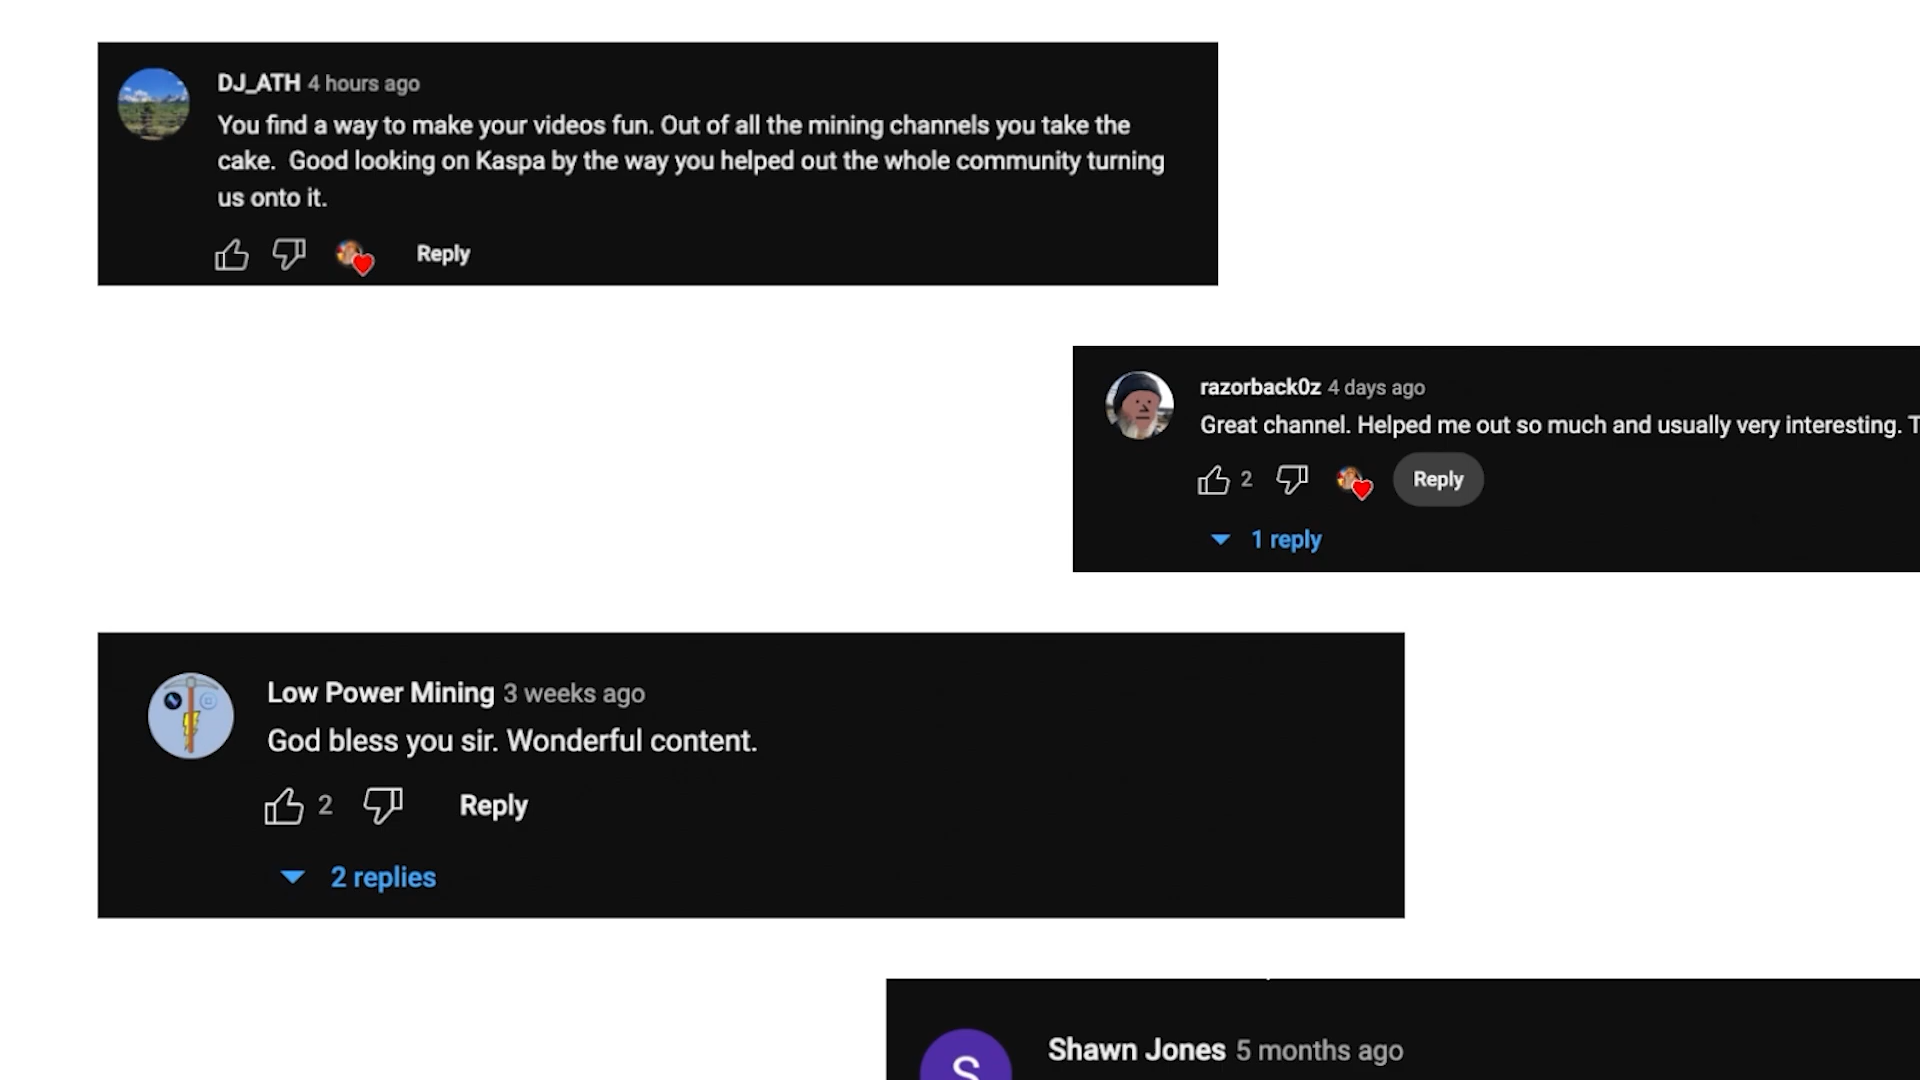 DJ_ATH 4 hours ago
You find a way to make your videos fun. Out of all the mining channels you take the
cake.  Good looking on Kaspa by the way you helped out the whole community turning
us onto it.
Reply
razorback0z 4 days ago
Great channel. Helped me out so much and usually very interesting. T
2 Reply
1 reply
Low Power Mining 3 weeks ago
God bless you sir. Wonderful content.
2 Reply
2 replies
Shawn Jones 5 months ago
S